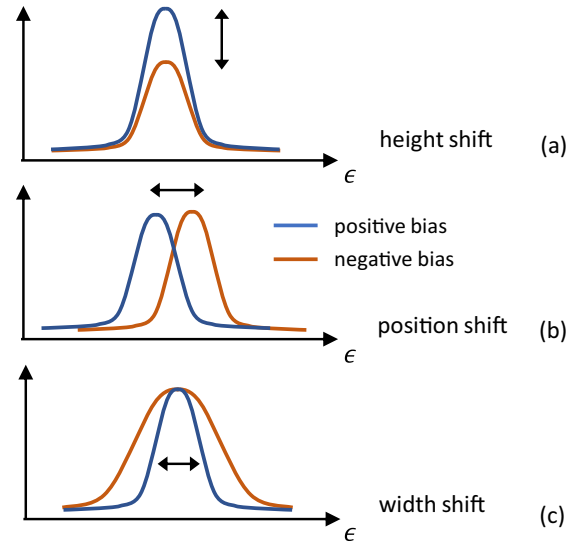 height shift (a)
ϵ
positive bias
negative bias
position shift (b)
ϵ
width shift (c)
ϵ